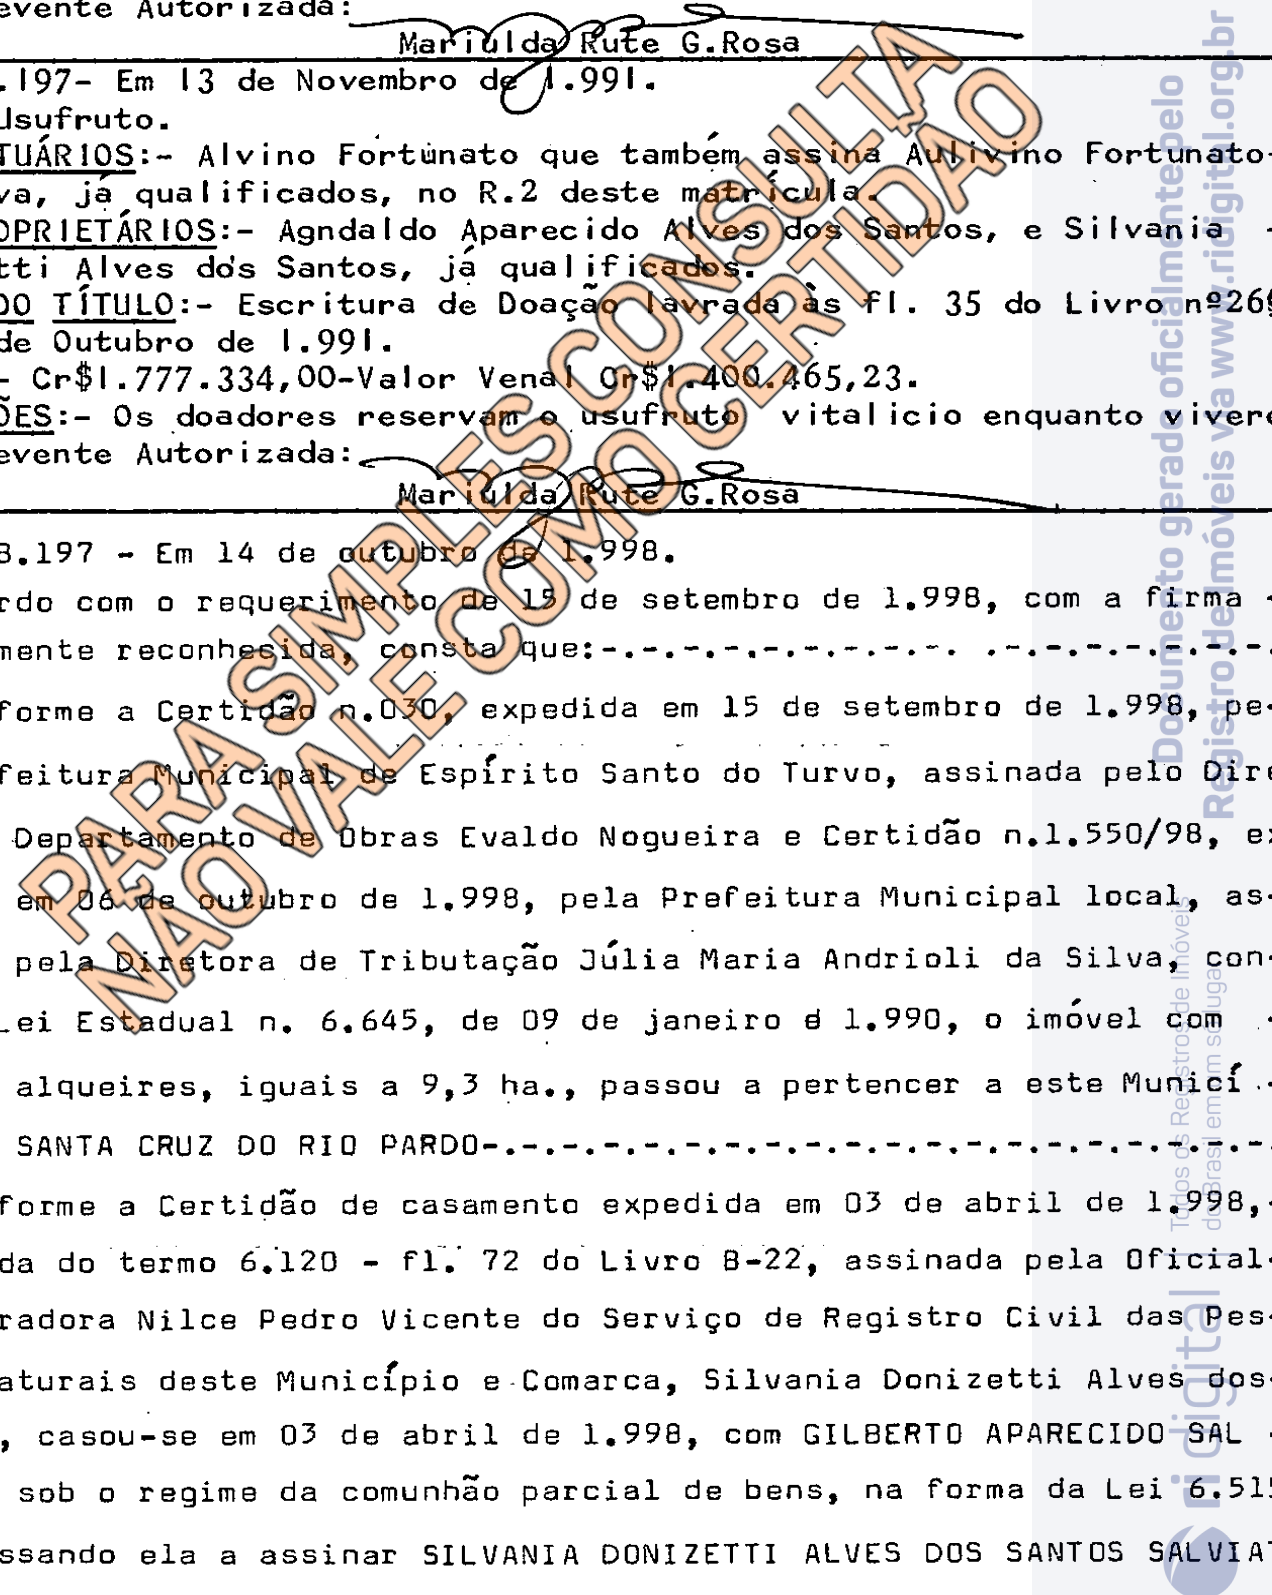 evente Autorizada:
Mariulda Rute G.Rosa
.197- Em 13 de Novembro de 1.991.
Usufruto.
TUÁRIOS:- Alvino Fortunato que também assina Aulivino Fortunato-
va, já qualificados, no R.2 deste matrícula.
OPRIETÁRIOS:- Agndaldo Aparecido Alves dos Santos, e Silvania -
tti Alves dos Santos, já qualificados.
DO TÍTULO:- Escritura de Doação lavrada às fl. 35 do Livro nº26
de Outubro de 1.991.
- Cr$1.777.334,00-Valor Venal Cr$1.400.465,23.
ÕES:- Os doadores reservam o usufruto vitalicio enquanto vivere
evente Autorizada:
Mariulda Rute G.Rosa
3.197 - Em 14 de outubro de 1.998.
rdo com o requerimento de 15 de setembro de 1.998, com a firma -
mente reconhecida, consta que:-.-.-.-.-.-.-.-.-. .-.-.-.-.-.-.-.
forme a Certidão n.030, expedida em 15 de setembro de 1.998, pe-
feitura Municipal de Espírito Santo do Turvo, assinada pelo Dire
Departamento de Obras Evaldo Nogueira e Certidão n.1.550/98, ex
em 06 de outubro de 1.998, pela Prefeitura Municipal local, as-
pela Diretora de Tributação Júlia Maria Andrioli da Silva, con-
Lei Estadual n. 6.645, de 09 de janeiro d 1.990, o imóvel com -
alqueires, iguais a 9,3 ha., passou a pertencer a este Municí -
SANTA CRUZ DO RIO PARDO-.-.-.-.-.-.-.-.-.-.-.-.-.-.-.-.-.-.-.-.-
forme a Certidão de casamento expedida em 03 de abril de 1.998,-
da do termo 6.120 - fl. 72 do Livro B-22, assinada pela Oficial-
radora Nilce Pedro Vicente do Serviço de Registro Civil das Pes-
aturais deste Município e Comarca, Silvania Donizetti Alves dos-
, casou-se em 03 de abril de 1.998, com GILBERTO APARECIDO SAL -
sob o regime da comunhão parcial de bens, na forma da Lei 6.515
ssando ela a assinar SILVANIA DONIZETTI ALVES DOS SANTOS SALVIAT
PARA SIMPLES CONSULTA
NÃO VALE COMO CERTIDÃO
Documento gerado oficialmente pelo
Registro de Imóveis via www.ridigital.org.br
Todos os Registros de Imóveis
do Brasil em um só lugar
ri digital